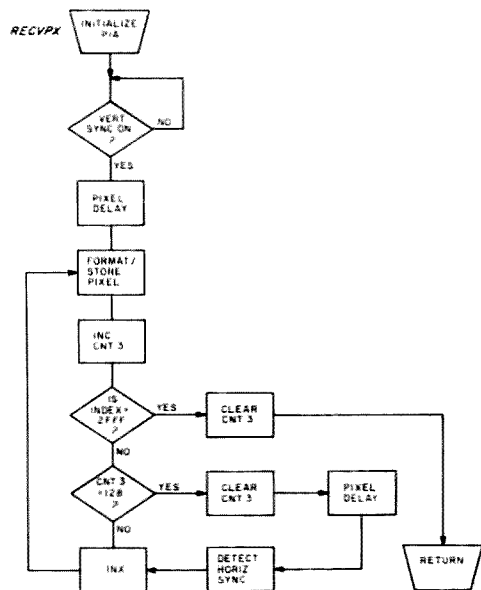 RECVPX
INITIALIZE
PIA
VERT
SYNC ON
?
NO
YES
PIXEL
DELAY
FORMAT/
STORE
PIXEL
INC
CNT 3
IS
INDEX=
2FFF
?
YES
CLEAR
CNT 3
NO
CNT 3
=128
?
YES
CLEAR
CNT 3
PIXEL
DELAY
NO
INX
DETECT
HORIZ
SYNC
RETURN